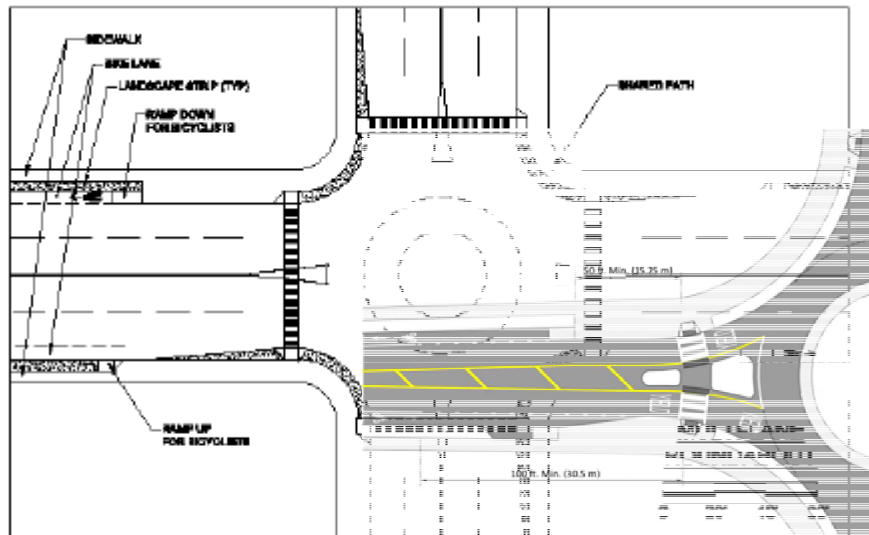 SIDEWALK
BIKE LANE
LANDSCAPE STRIP (TYP)
RAMP DOWN
FOR BICYCLISTS
SHARED PATH
50 ft. Min. (15.25 m)
RAMP UP
FOR BICYCLISTS
100 ft. Min. (30.5 m)